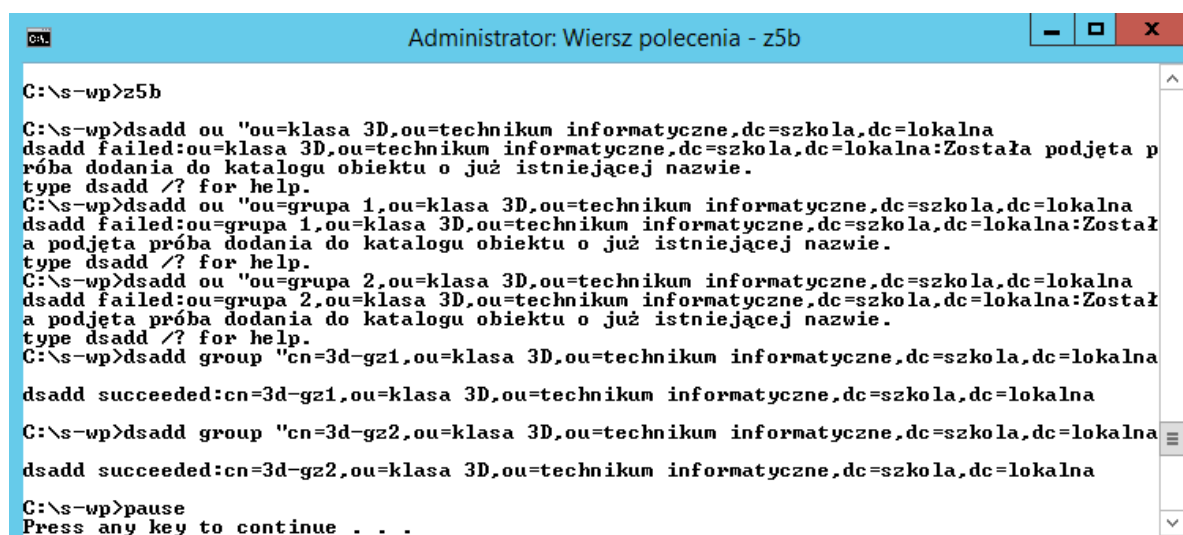 Administrator: Wiersz polecenia - z5b
C:\s-wp>z5b
C:\s-wp>dsadd ou "ou=klasa 3D,ou=technikum informatyczne,dc=szkola,dc=lokalna
dsadd failed:ou=klasa 3D,ou=technikum informatyczne,dc=szkola,dc=lokalna:Została podjęta p
róba dodania do katalogu obiektu o już istniejącej nazwie.
type dsadd /? for help.
C:\s-wp>dsadd ou "ou=grupa 1,ou=klasa 3D,ou=technikum informatyczne,dc=szkola,dc=lokalna
dsadd failed:ou=grupa 1,ou=klasa 3D,ou=technikum informatyczne,dc=szkola,dc=lokalna:Został
a podjęta próba dodania do katalogu obiektu o już istniejącej nazwie.
type dsadd /? for help.
C:\s-wp>dsadd ou "ou=grupa 2,ou=klasa 3D,ou=technikum informatyczne,dc=szkola,dc=lokalna
dsadd failed:ou=grupa 2,ou=klasa 3D,ou=technikum informatyczne,dc=szkola,dc=lokalna:Został
a podjęta próba dodania do katalogu obiektu o już istniejącej nazwie.
type dsadd /? for help.
C:\s-wp>dsadd group "cn=3d-gz1,ou=klasa 3D,ou=technikum informatyczne,dc=szkola,dc=lokalna
dsadd succeeded:cn=3d-gz1,ou=klasa 3D,ou=technikum informatyczne,dc=szkola,dc=lokalna
C:\s-wp>dsadd group "cn=3d-gz2,ou=klasa 3D,ou=technikum informatyczne,dc=szkola,dc=lokalna
dsadd succeeded:cn=3d-gz2,ou=klasa 3D,ou=technikum informatyczne,dc=szkola,dc=lokalna
C:\s-wp>pause
Press any key to continue . . .